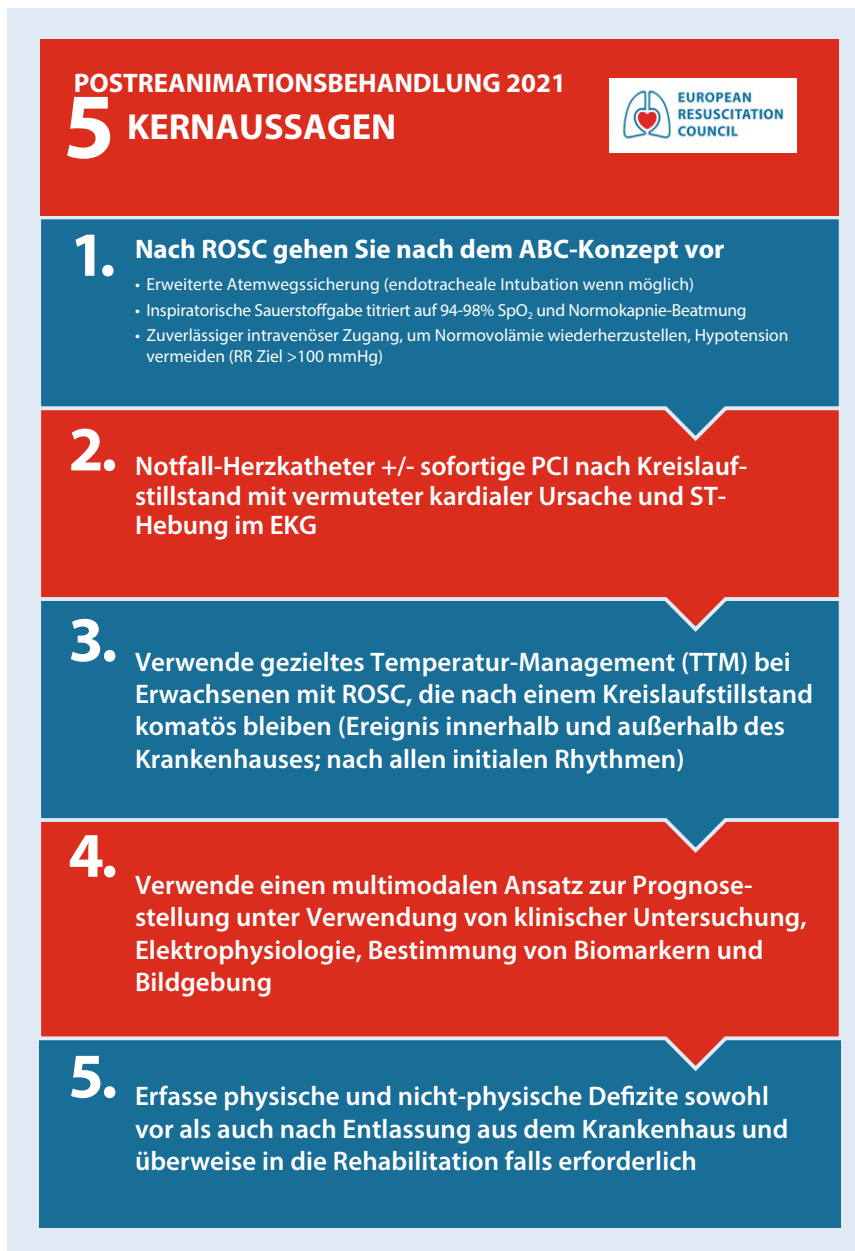 POSTREANIMATIONSBEHANDLUNG 2021
5 KERNAUSSAGEN
EUROPEAN
RESUSCITATION
COUNCIL
1. Nach ROSC gehen Sie nach dem ABC-Konzept vor
• Erweiterte Atemwegssicherung (endotracheale Intubation wenn möglich)
• Inspiratorische Sauerstoffgabe titriert auf 94-98% SpO₂ und Normokapnie-Beatmung
• Zuverlässiger intravenöser Zugang, um Normovolämie wiederherzustellen, Hypotension
vermeiden (RR Ziel >100 mmHg)
2. Notfall-Herzkatheter +/- sofortige PCI nach Kreislauf-
stillstand mit vermuteter kardialer Ursache und ST-
Hebung im EKG
3. Verwende gezieltes Temperatur-Management (TTM) bei
Erwachsenen mit ROSC, die nach einem Kreislaufstillstand
komatös bleiben (Ereignis innerhalb und außerhalb des
Krankenhauses; nach allen initialen Rhythmen)
4. Verwende einen multimodalen Ansatz zur Prognose-
stellung unter Verwendung von klinischer Untersuchung,
Elektrophysiologie, Bestimmung von Biomarkern und
Bildgebung
5. Erfasse physische und nicht-physische Defizite sowohl
vor als auch nach Entlassung aus dem Krankenhaus und
überweise in die Rehabilitation falls erforderlich